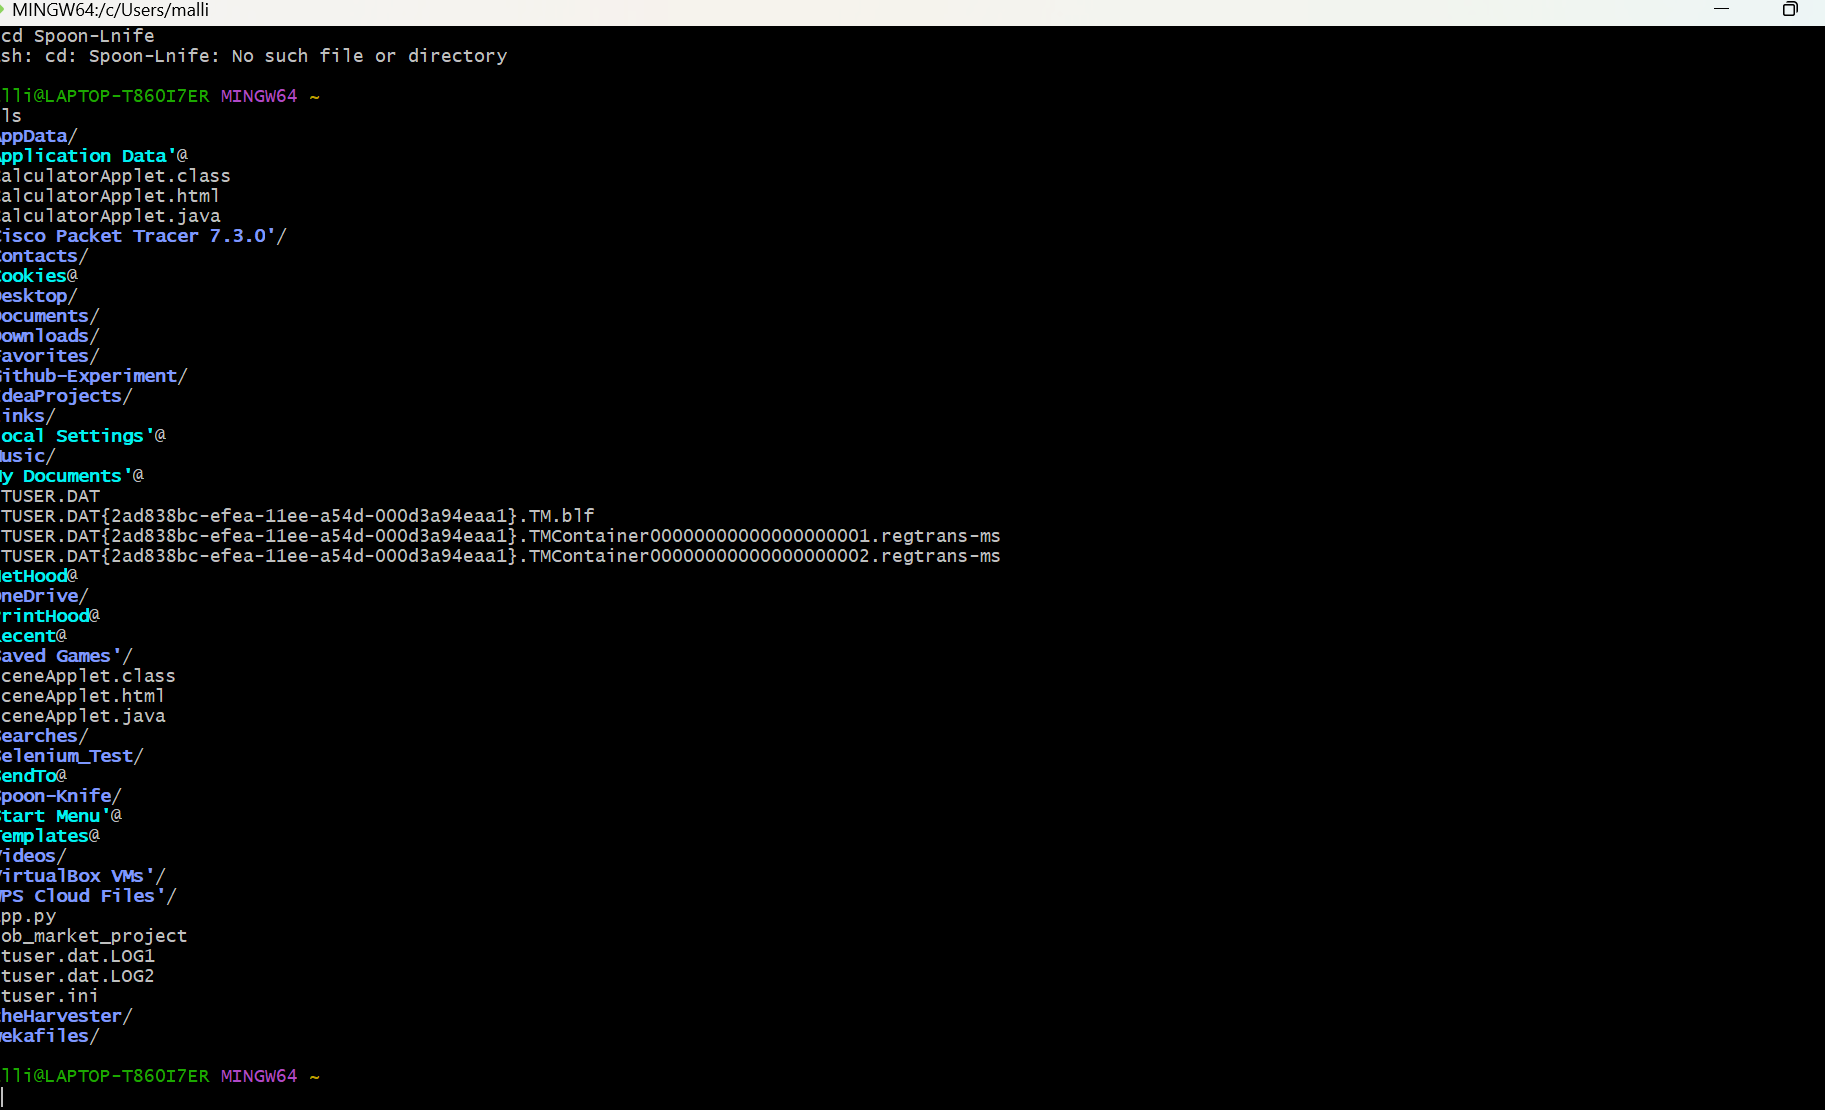 MINGW64:/c/Users/malli
cd Spoon-Lnife
sh: cd: Spoon-Lnife: No such file or directory
lli@LAPTOP-T860I7ER MINGW64 ~
ls
ppData/
pplication Data'@
alculatorApplet.class
alculatorApplet.html
alculatorApplet.java
isco Packet Tracer 7.3.0'/
ontacts/
ookies@
esktop/
ocuments/
ownloads/
avorites/
ithub-Experiment/
deaProjects/
inks/
ocal Settings'@
usic/
y Documents'@
TUSER.DAT
TUSER.DAT{2ad838bc-efea-11ee-a54d-000d3a94eaa1}.TM.blf
TUSER.DAT{2ad838bc-efea-11ee-a54d-000d3a94eaa1}.TMContainer00000000000000000001.regtrans-ms
TUSER.DAT{2ad838bc-efea-11ee-a54d-000d3a94eaa1}.TMContainer00000000000000000002.regtrans-ms
etHood@
neDrive/
rintHood@
ecent@
aved Games'/
ceneApplet.class
ceneApplet.html
ceneApplet.java
earches/
elenium_Test/
endTo@
poon-Knife/
tart Menu'@
emplates@
ideos/
irtualBox VMs'/
PS Cloud Files'/
pp.py
ob_market_project
tuser.dat.LOG1
tuser.dat.LOG2
tuser.ini
heHarvester/
ekafiles/
lli@LAPTOP-T860I7ER MINGW64 ~